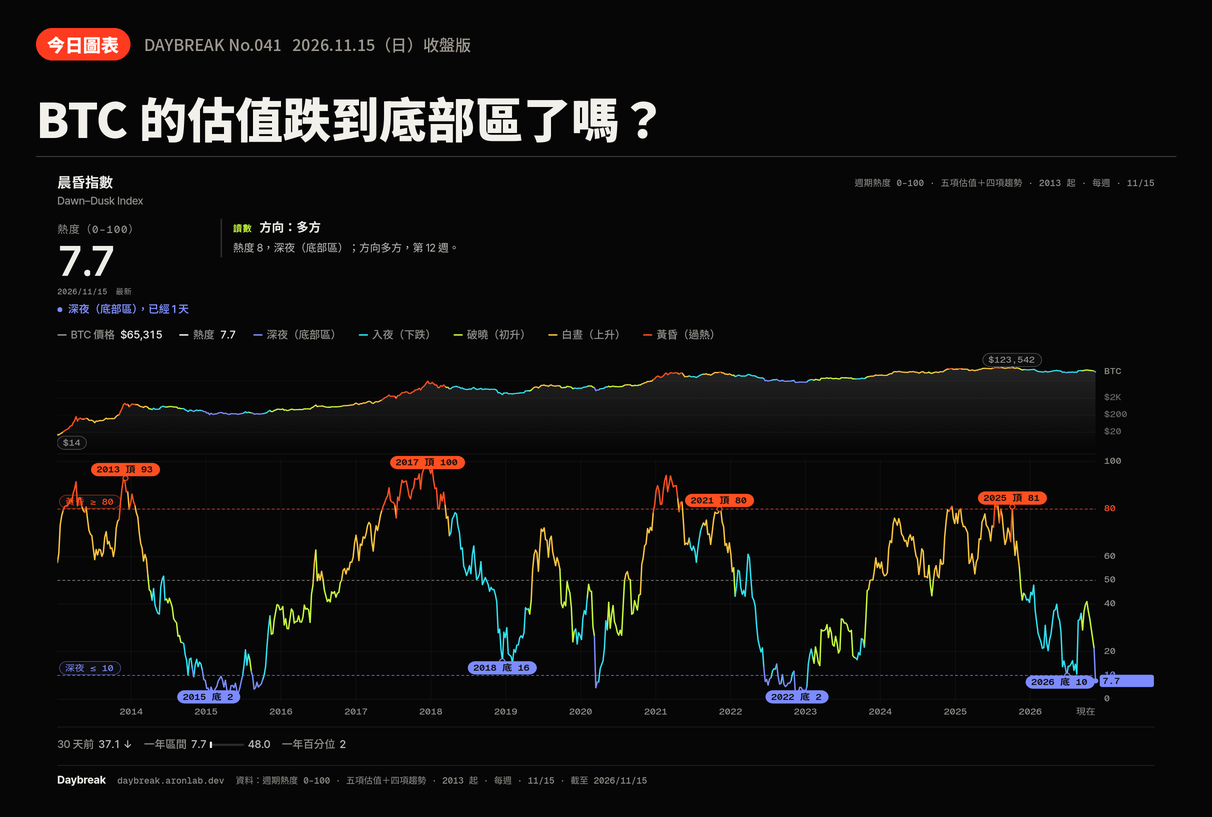 今日圖表 DAYBREAK No.041 2026.11.15（日）收盤版
BTC 的估值跌到底部區了嗎？
晨昏指數
週期熱度 0-100 · 五項估值＋四項趨勢 · 2013 起 · 每週 · 11/15
Dawn–Dusk Index
熱度（0-100）
讀數 方向：多方
7.7
熱度 8，深夜（底部區）；方向多方，第 12 週。
2026/11/15 最新
深夜（底部區），已經 1 天
BTC 價格 $65,315 熱度 7.7 深夜（底部區） 入夜（下跌） 破曉（初升） 白晝（上升） 黃昏（過熱）
$123,542
BTC
$2K
$200
$20
$14
100
2017 頂 100
2013 頂 93
2025 頂 81
2021 頂 80
黃昏 ≥ 80
80
60
50
40
20
深夜 ≤ 10
10
2018 底 16
2026 底 10
7.7
2015 底 2
2022 底 2
0
2014 2015 2016 2017 2018 2019 2020 2021 2022 2023 2024 2025 2026 現在
30 天前 37.1 ↓ 一年區間 7.7 48.0 一年百分位 2
Daybreak daybreak.aronlab.dev 資料：週期熱度 0-100 · 五項估值＋四項趨勢 · 2013 起 · 每週 · 11/15 · 截至 2026/11/15